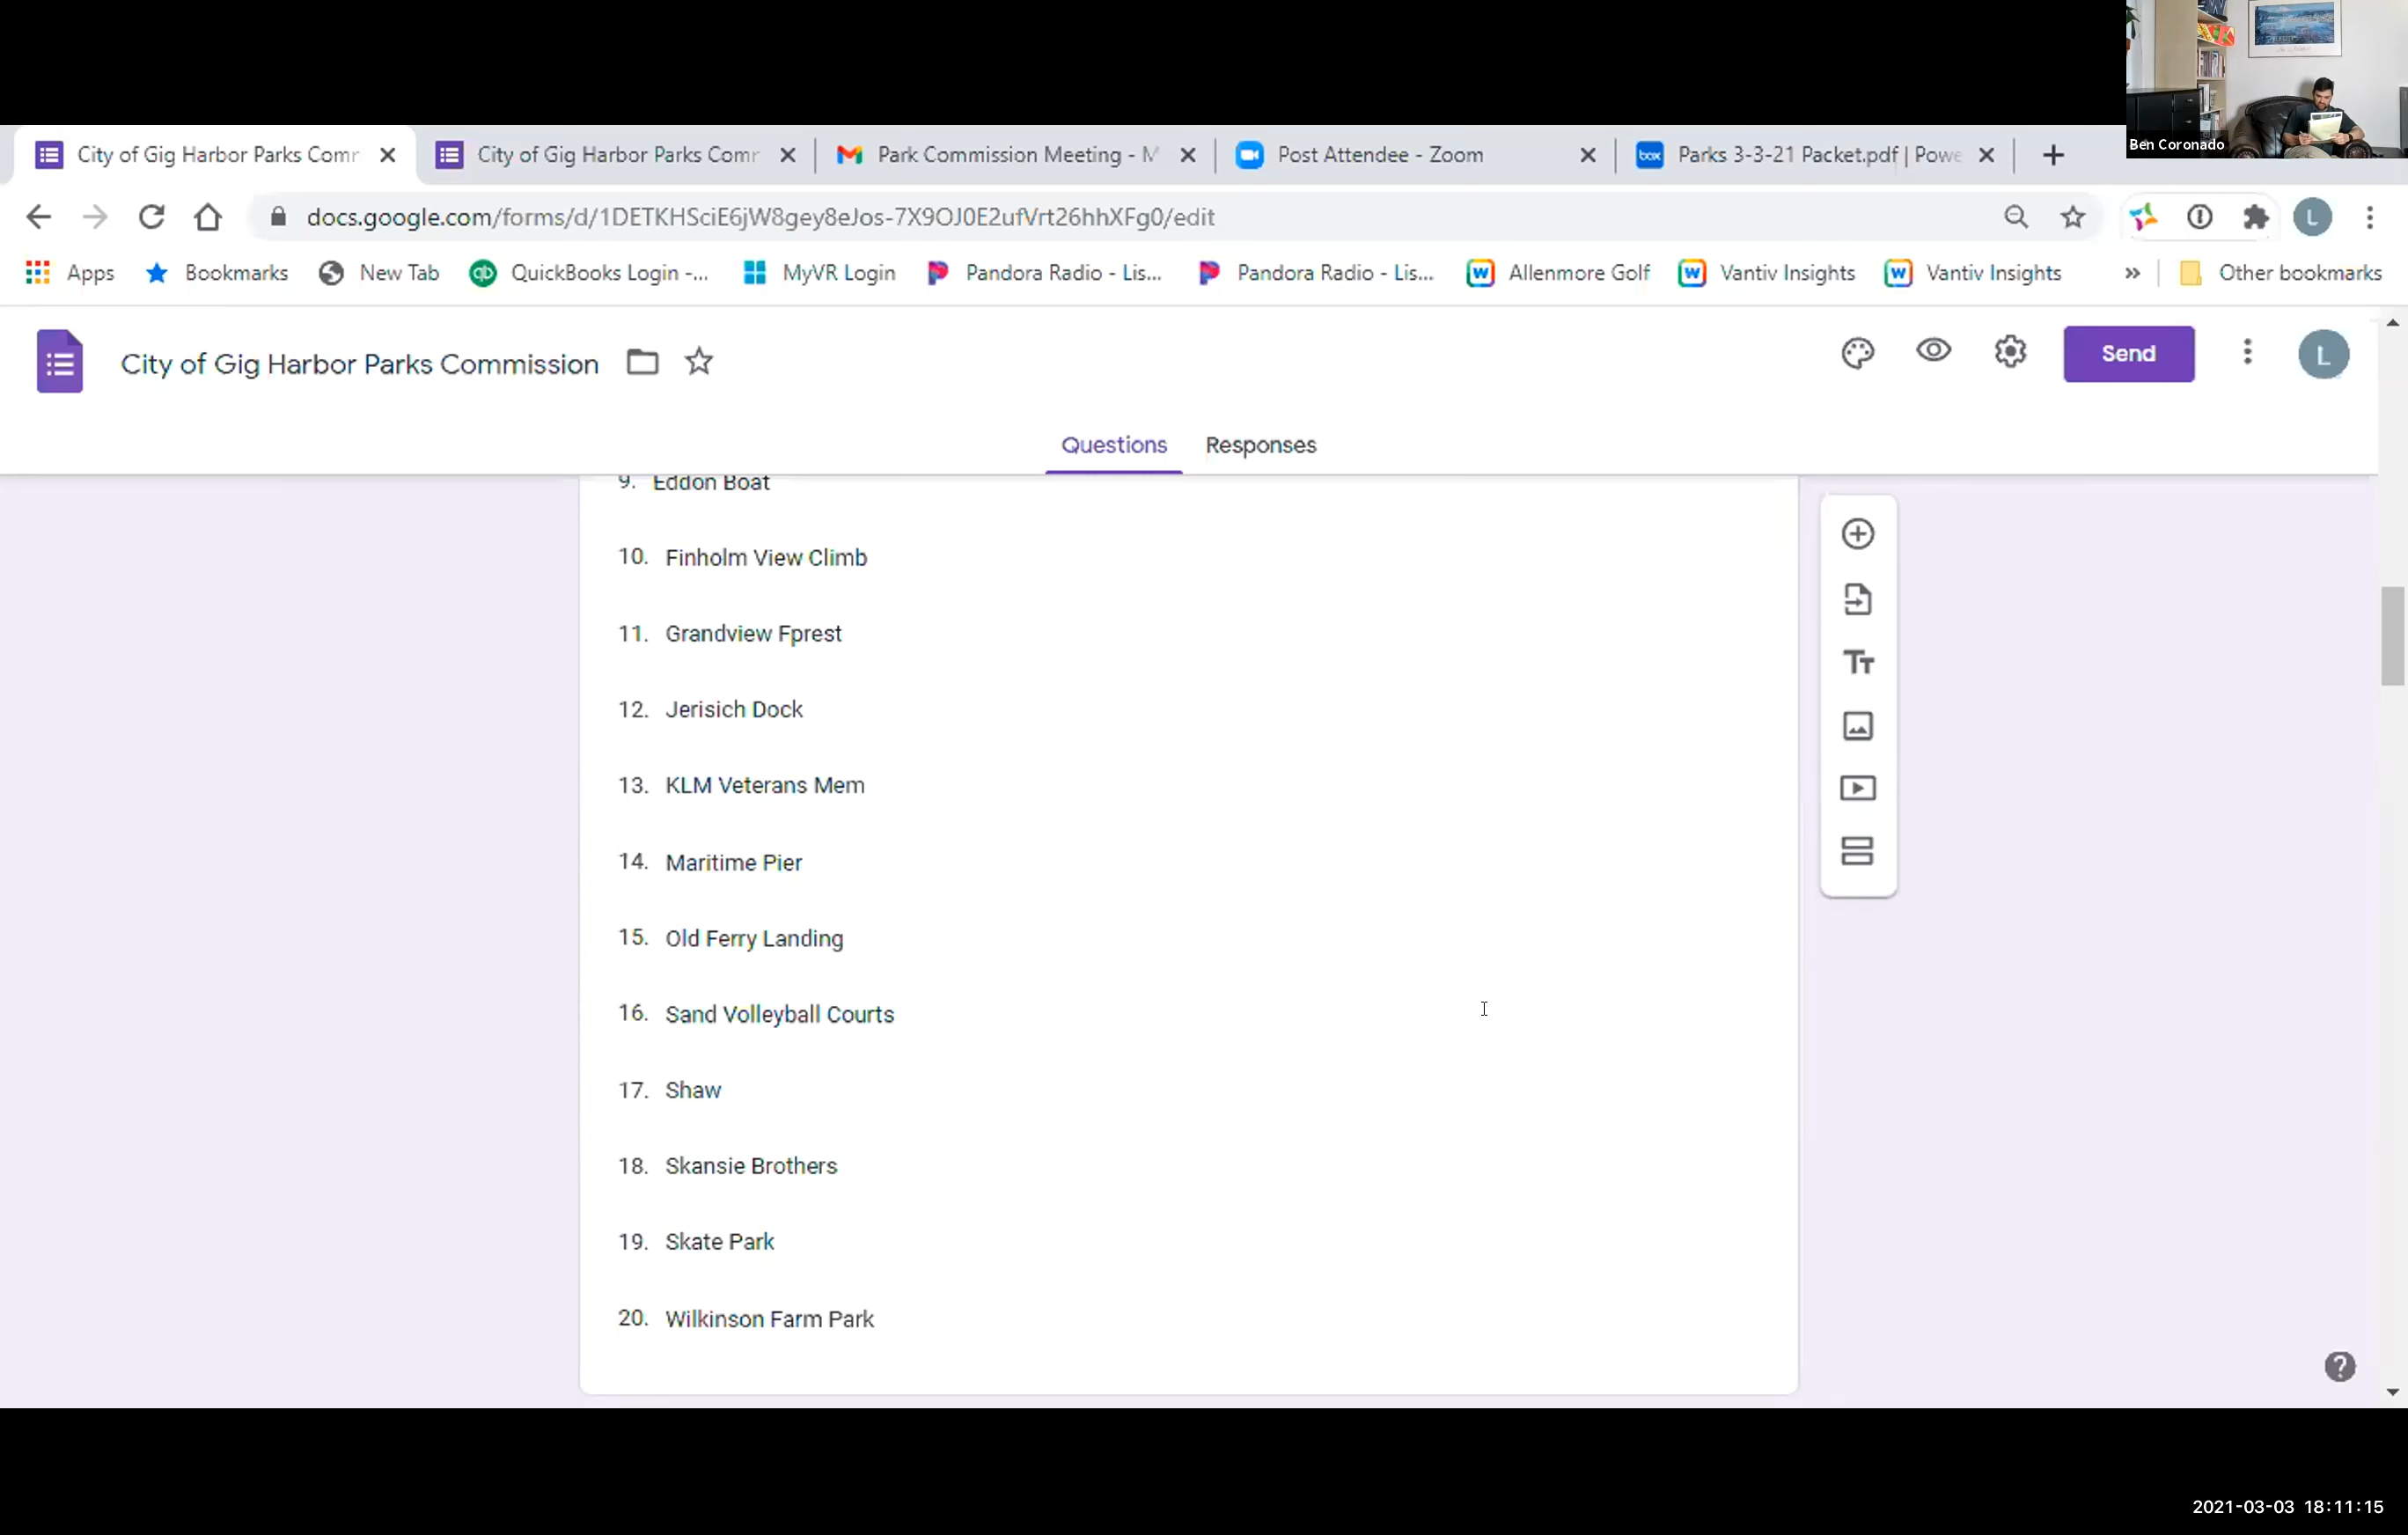 Ben Coronado
City of Gig Harbor Parks Comr
City of Gig Harbor Parks Comr
Park Commission Meeting - M
Post Attendee - Zoom
box
Parks 3-3-21 Packet.pdf | Powe
docs.google.com/forms/d/1DETKHSciE6jW8gey8eJos-7X9OJ0E2ufVrt26hhXFg0/edit
L
Apps
Bookmarks
New Tab
qb
QuickBooks Login -...
MyVR Login
Pandora Radio - Lis...
Pandora Radio - Lis...
W
Allenmore Golf
W
Vantiv Insights
W
Vantiv Insights
»
Other bookmarks
City of Gig Harbor Parks Commission
Send
L
Questions
Responses
9. Eddon Boat
10. Finholm View Climb
11. Grandview Fprest
12. Jerisich Dock
13. KLM Veterans Mem
14. Maritime Pier
15. Old Ferry Landing
16. Sand Volleyball Courts
17. Shaw
18. Skansie Brothers
19. Skate Park
20. Wilkinson Farm Park
Tт
2021-03-03 18:11:15